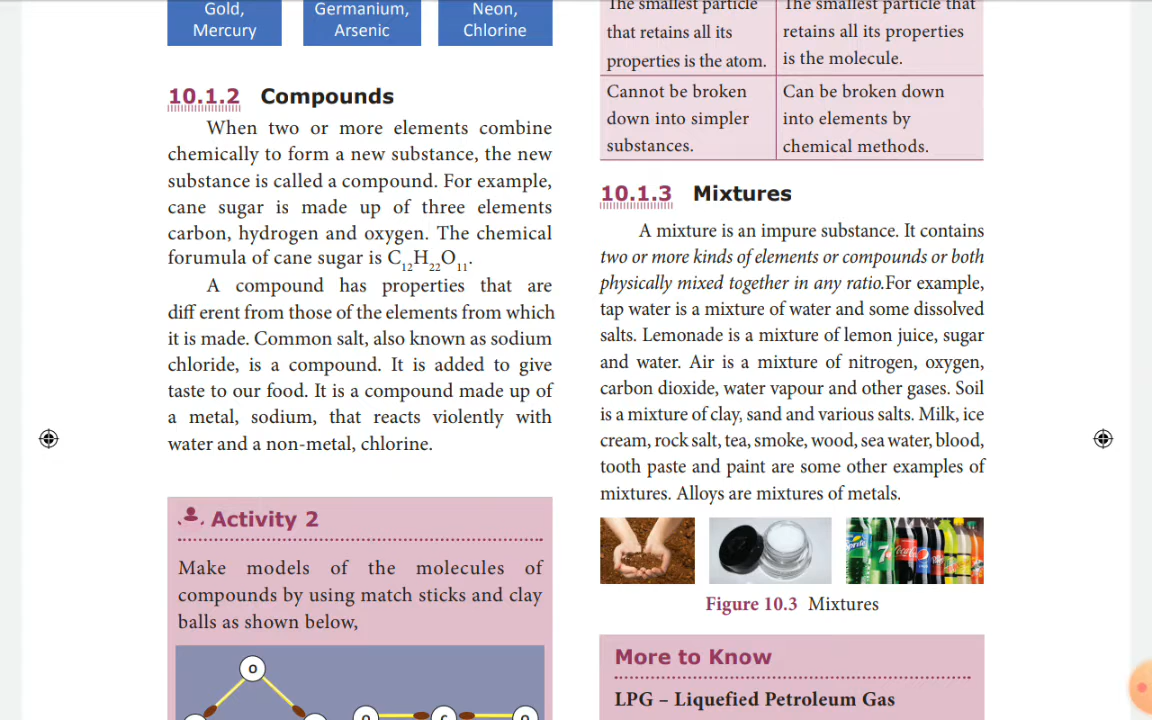 Gold,
Mercury
Germanium,
Arsenic
Neon,
Chlorine
10.1.2 Compounds
When two or more elements combine
chemically to form a new substance, the new
substance is called a compound. For example,
cane sugar is made up of three elements
carbon, hydrogen and oxygen. The chemical
forumula of cane sugar is C₁₂H₂₂O₁₁.
A compound has properties that are
diff erent from those of the elements from which
it is made. Common salt, also known as sodium
chloride, is a compound. It is added to give
taste to our food. It is a compound made up of
a metal, sodium, that reacts violently with
water and a non-metal, chlorine.
Activity 2
Make models of the molecules of
compounds by using match sticks and clay
balls as shown below,
O
O C O
The smallest particle
that retains all its
properties is the atom.
The smallest particle that
retains all its properties
is the molecule.
Cannot be broken
down into simpler
substances.
Can be broken down
into elements by
chemical methods.
10.1.3 Mixtures
A mixture is an impure substance. It contains
two or more kinds of elements or compounds or both
physically mixed together in any ratio.For example,
tap water is a mixture of water and some dissolved
salts. Lemonade is a mixture of lemon juice, sugar
and water. Air is a mixture of nitrogen, oxygen,
carbon dioxide, water vapour and other gases. Soil
is a mixture of clay, sand and various salts. Milk, ice
cream, rock salt, tea, smoke, wood, sea water, blood,
tooth paste and paint are some other examples of
mixtures. Alloys are mixtures of metals.
Sprite
7
Coca-Cola
Figure 10.3 Mixtures
More to Know
LPG – Liquefied Petroleum Gas